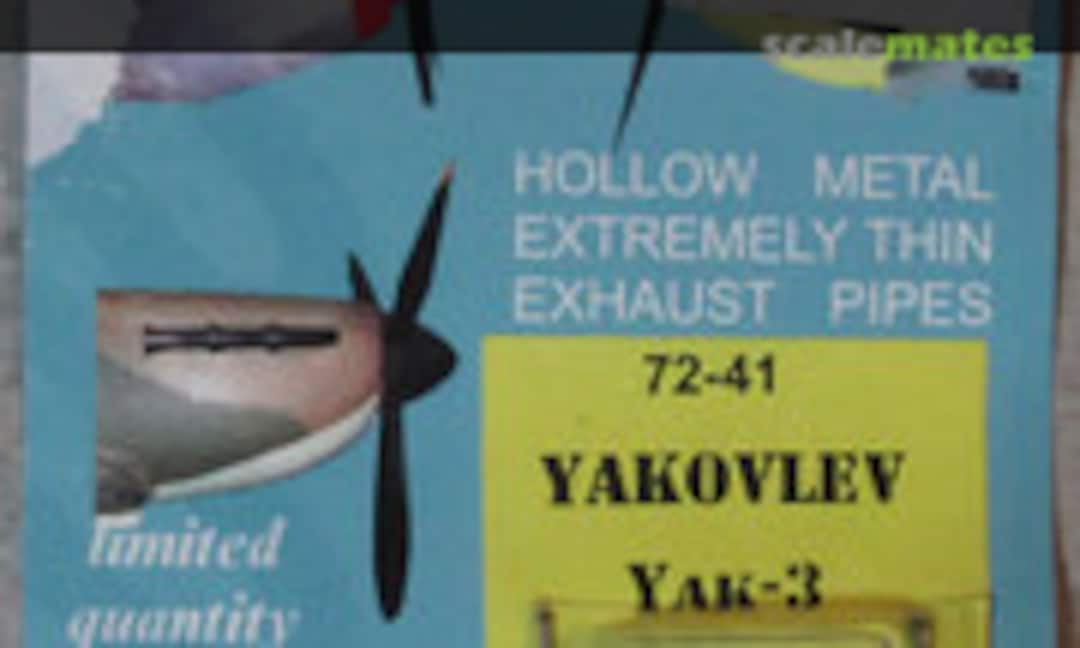 scalemates
HOLLOW METAL
EXTREMELY THIN
EXHAUST PIPES
72-41
YAKOVLEV
YAK-3
limited
quantity